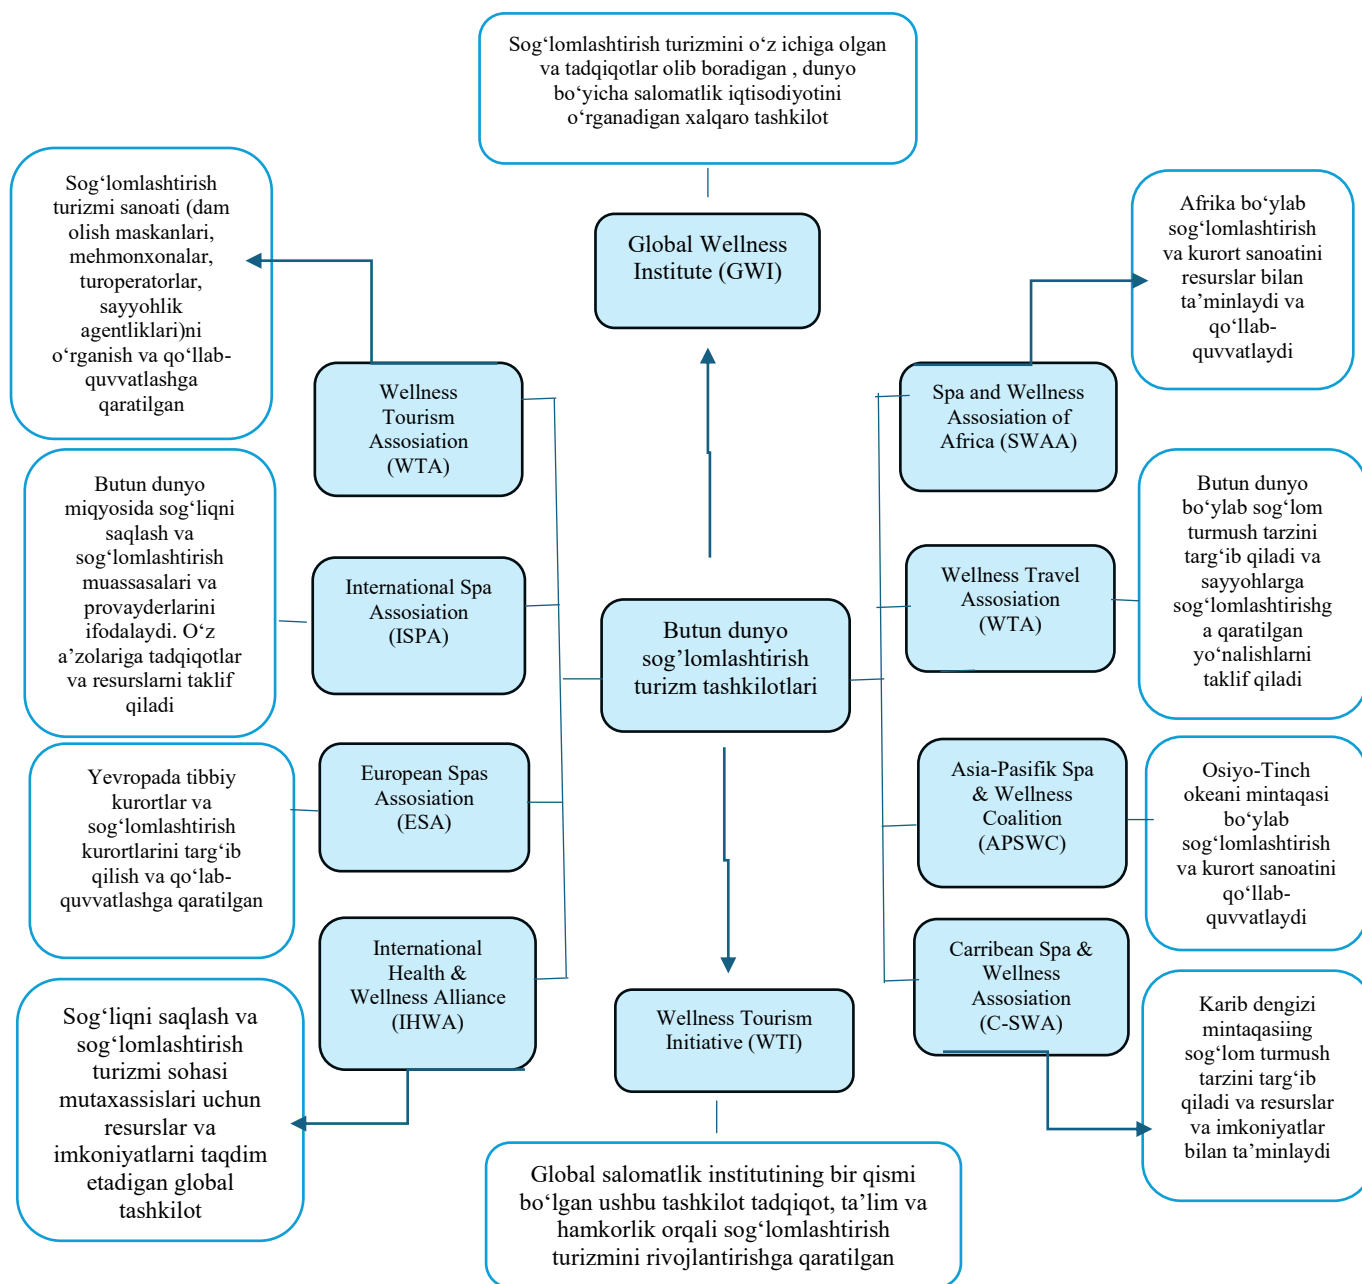 Sog‘lomlashtirish turizmini o‘z ichiga olgan
va tadqiqotlar olib boradigan , dunyo
bo‘yicha salomatlik iqtisodiyotini
o‘rganadigan xalqaro tashkilot
Global Wellness
Institute (GWI)
Sog‘lomlashtirish
turizmi sanoati (dam
olish maskanlari,
mehmonxonalar,
turoperatorlar,
sayyohlik
agentliklari)ni
o‘rganish va qo‘llab-
quvvatlashga
qaratilgan
Wellness
Tourism
Assosiation
(WTA)
Butun dunyo
miqyosida sog‘liqni
saqlash va
sog‘lomlashtirish
muassasalari va
provayderlarini
ifodalaydi. O‘z
a’zolariga tadqiqotlar
va resurslarni taklif
qiladi
International Spa
Assosiation
(ISPA)
Yevropada tibbiy
kurortlar va
sog‘lomlashtirish
kurortlarini targ‘ib
qilish va qo‘lab-
quvvatlashga qaratilgan
European Spas
Assosiation
(ESA)
Sog‘liqni saqlash va
sog‘lomlashtirish
turizmi sohasi
mutaxassislari uchun
resurslar va
imkoniyatlarni taqdim
etadigan global
tashkilot
International
Health &
Wellness Alliance
(IHWA)
Butun dunyo
sog’lomlashtirish
turizm tashkilotlari
Spa and Wellness
Assosiation of
Africa (SWAA)
Afrika bo‘ylab
sog‘lomlashtirish
va kurort sanoatini
resurslar bilan
ta’minlaydi va
qo‘llab-
quvvatlaydi
Wellness Travel
Assosiation
(WTA)
Butun dunyo
bo‘ylab sog‘lom
turmush tarzini
targ‘ib qiladi va
sayyohlarga
sog‘lomlashtirishg
a qaratilgan
yo‘nalishlarni
taklif qiladi
Asia-Pasifik Spa
& Wellness
Coalition
(APSWC)
Osiyo-Tinch
okeani mintaqasi
bo‘ylab
sog‘lomlashtirish
va kurort sanoatini
qo‘llab-
quvvatlaydi
Carribean Spa &
Wellness
Assosiation
(C-SWA)
Karib dengizi
mintaqasiing
sog‘lom turmush
tarzini targ‘ib
qiladi va resurslar
va imkoniyatlar
bilan ta’minlaydi
Wellness Tourism
Initiative (WTI)
Global salomatlik institutining bir qismi
bo‘lgan ushbu tashkilot tadqiqot, ta’lim va
hamkorlik orqali sog‘lomlashtirish
turizmini rivojlantirishga qaratilgan